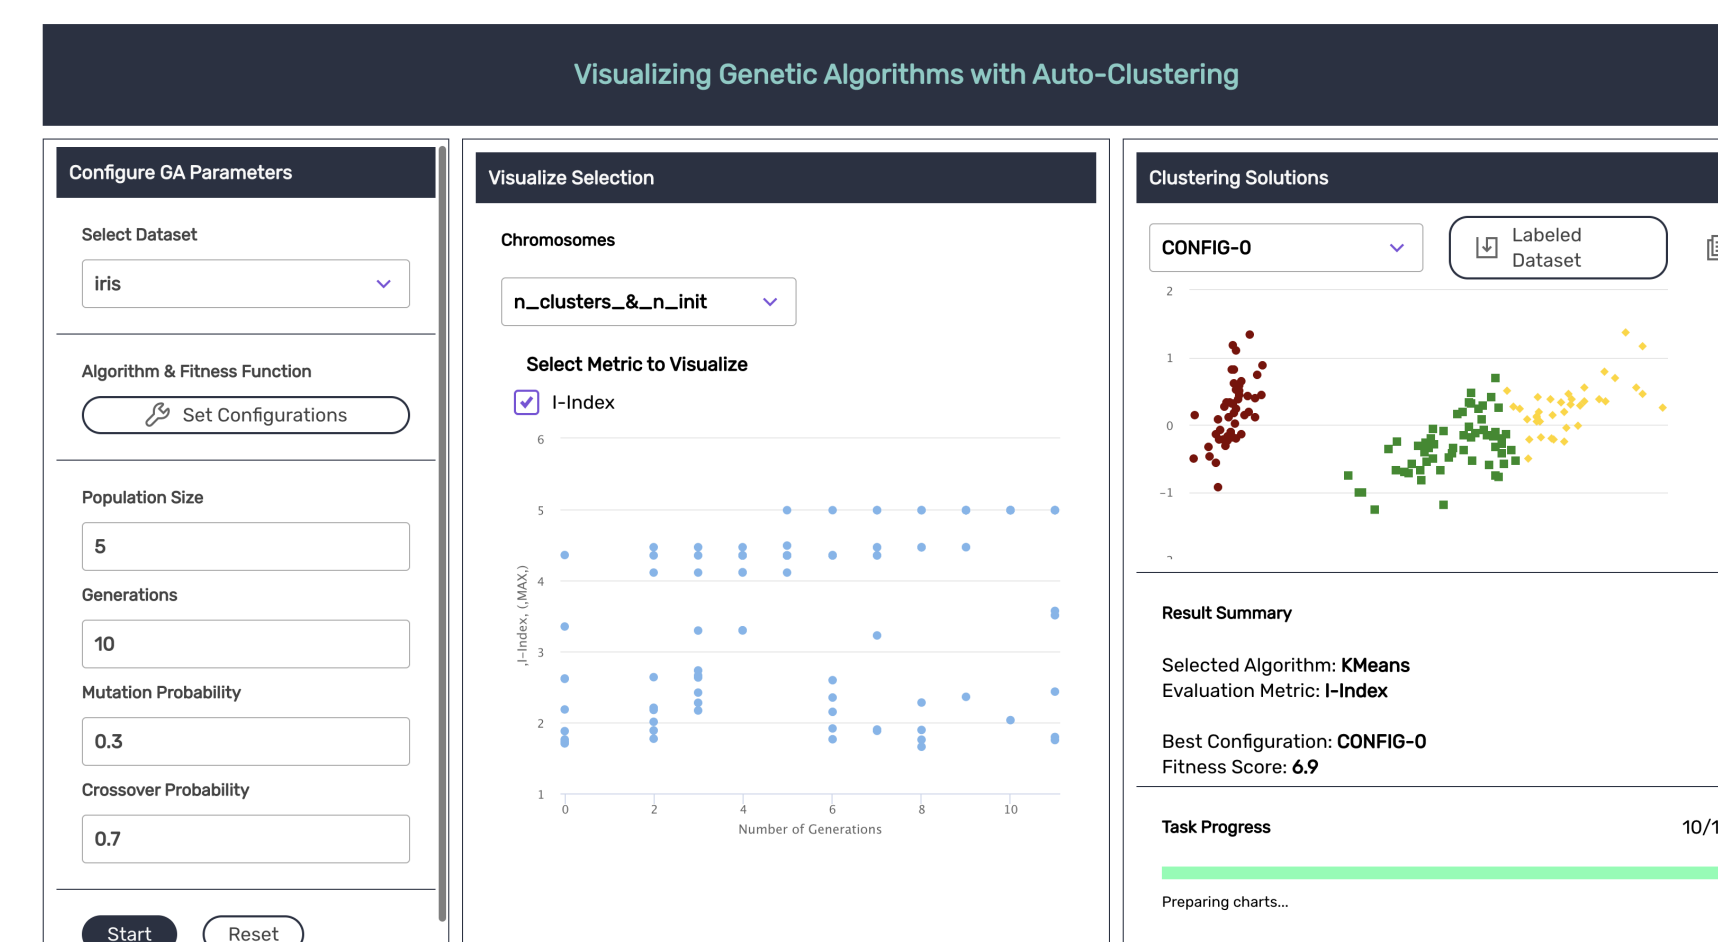 Visualizing Genetic Algorithms with Auto-Clustering
Configure GA Parameters
Select Dataset
iris
Algorithm & Fitness Function
Set Configurations
Population Size
5
Generations
10
Mutation Probability
0.3
Crossover Probability
0.7
Start
Reset
Visualize Selection
Chromosomes
n_clusters_&_n_init
Select Metric to Visualize
I-Index
6
5
4
3
2
1
,I-Index, (,MAX,)
0
2
4
6
8
10
Number of Generations
Clustering Solutions
CONFIG-0
Labeled
Dataset
2
1
0
-1
Result Summary
Selected Algorithm: KMeans
Evaluation Metric: I-Index
Best Configuration: CONFIG-0
Fitness Score: 6.9
Task Progress
10/1
Preparing charts...